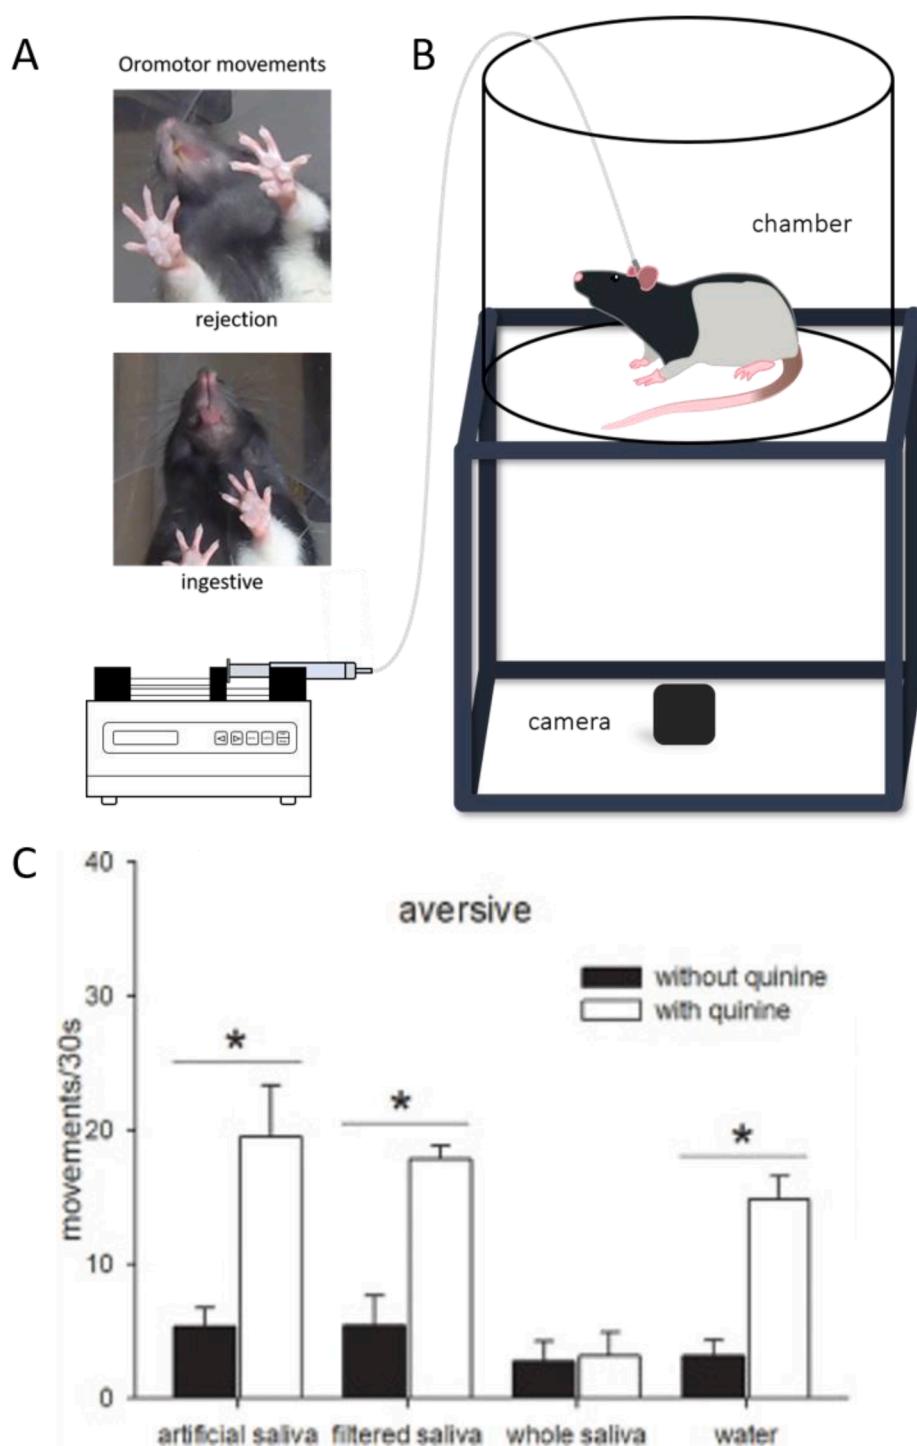 A
Oromotor movements
rejection
ingestive
B
chamber
camera
C
aversive
without quinine
with quinine
movements/30s
40
30
20
10
0
*
*
*
artificial saliva
filtered saliva
whole saliva
water